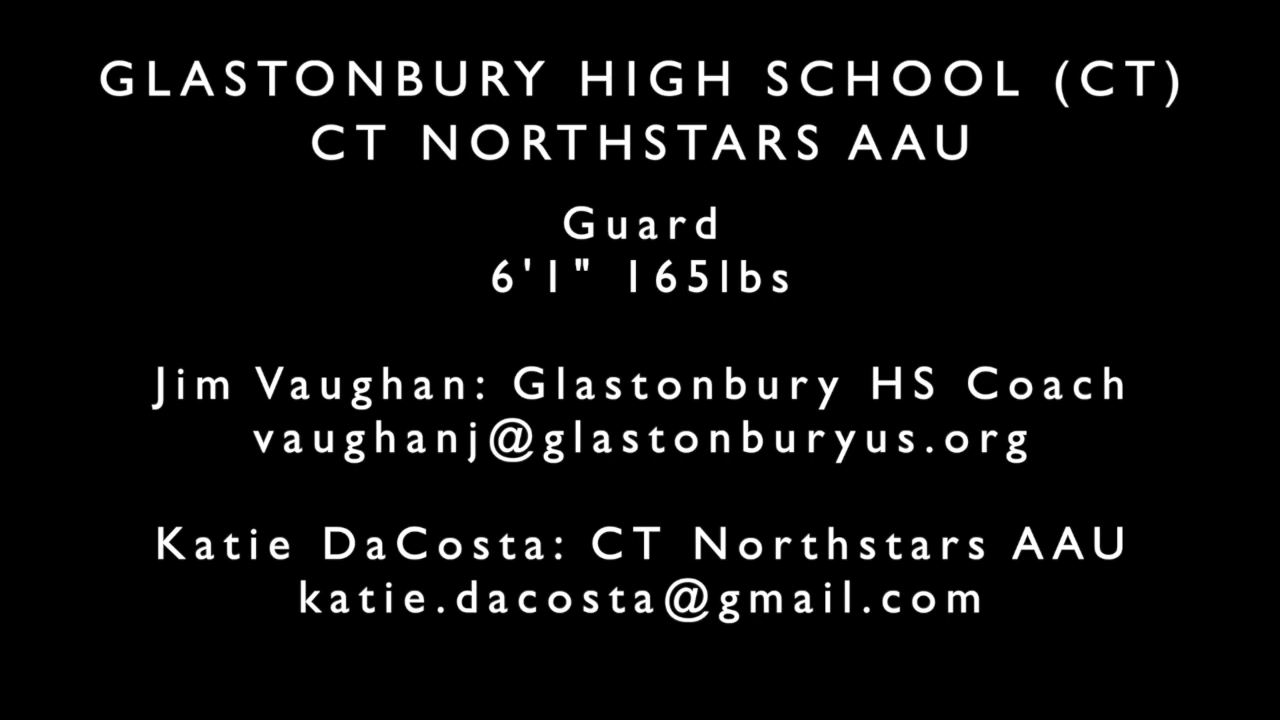 GLASTONBURY HIGH SCHOOL (CT)
CT NORTHSTARS AAU
Guard
6'1" 165lbs
Jim Vaughan: Glastonbury HS Coach
vaughanj@glastonburyus.org
Katie DaCosta: CT Northstars AAU
katie.dacosta@gmail.com